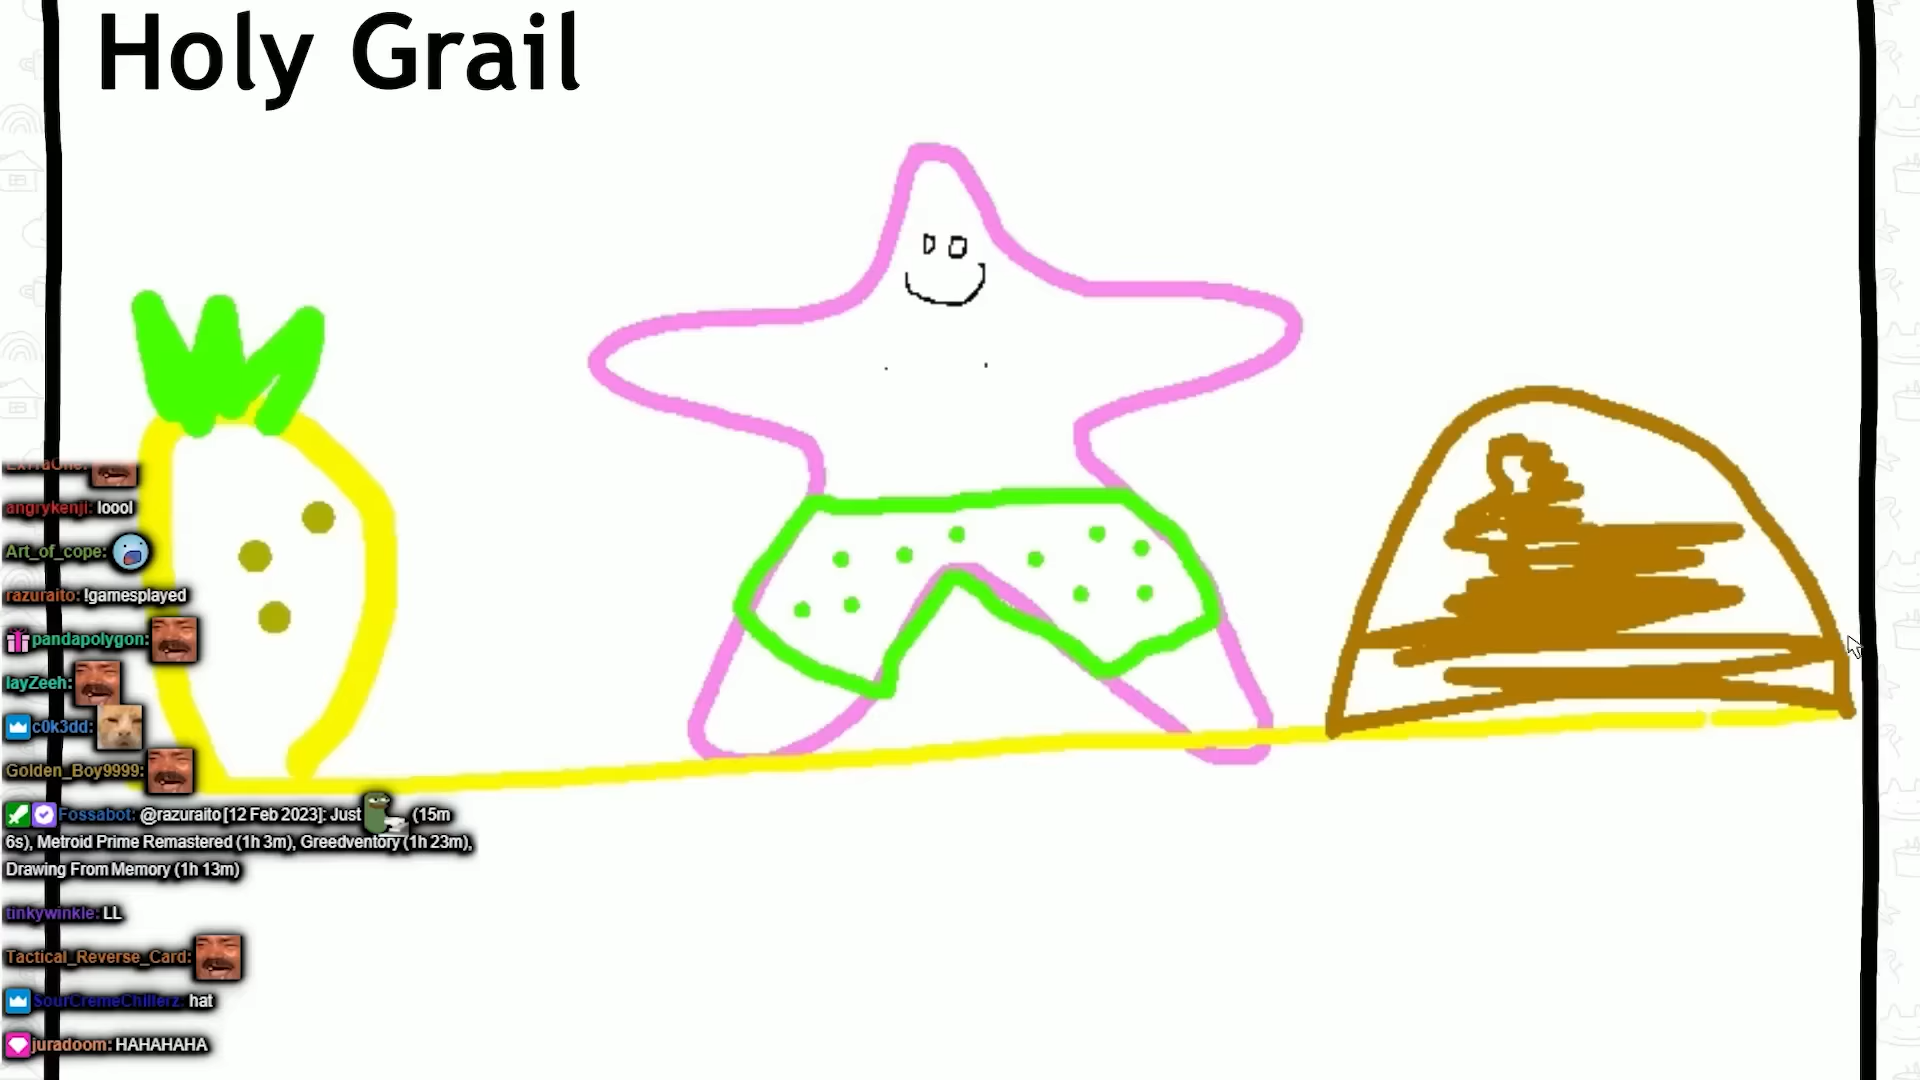 Holy Grail
ExtraOne:
angrykenji: loool
Art_of_cope:
razuraito: !gamesplayed
pandapolygon:
layZeeh:
c0k3dd:
Golden_Boy9999:
Fossabot: @razuraito [12 Feb 2023]: Just (15m
6s), Metroid Prime Remastered (1h 3m), Greedventory (1h 23m),
Drawing From Memory (1h 13m)
tinkywinkle: LL
Tactical_Reverse_Card:
SourCremeChillerz: hat
juradoom: HAHAHAHA